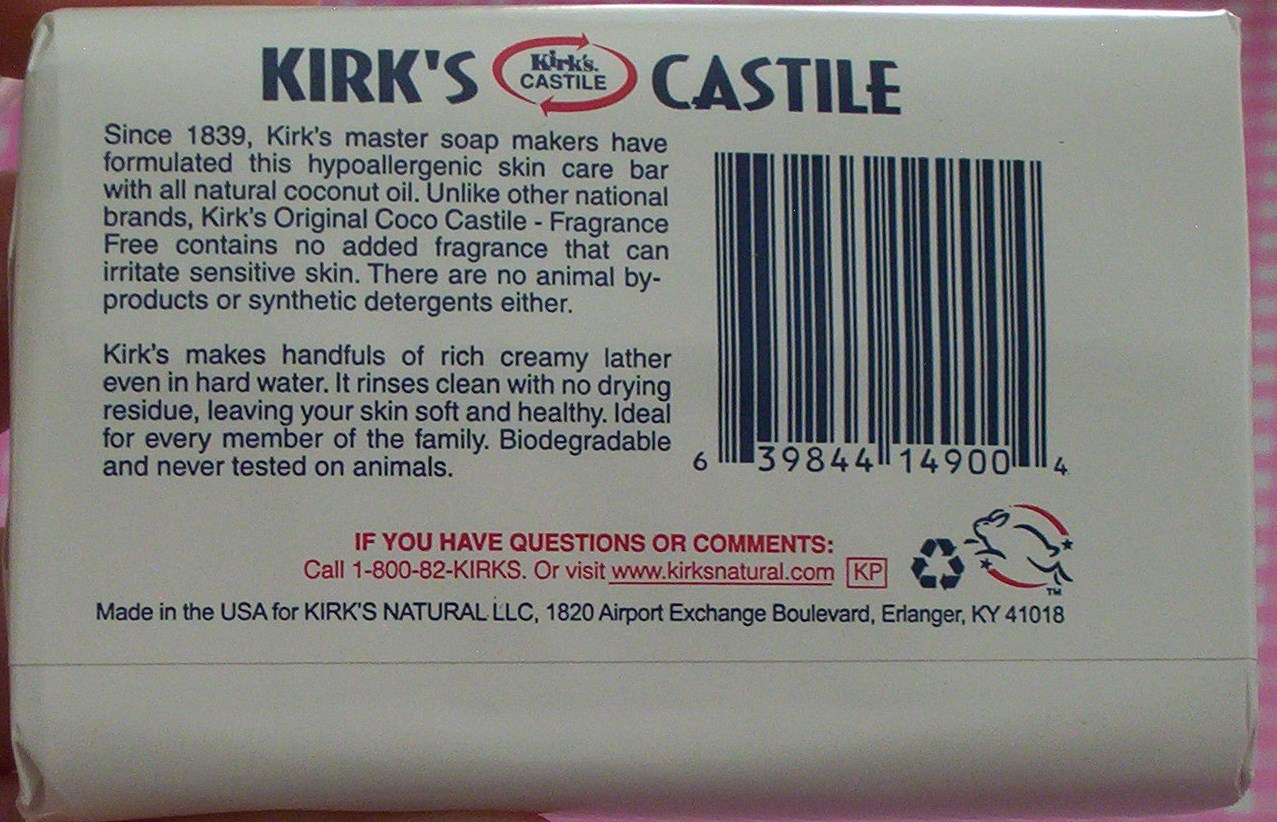 KIRK'S Kirk's. CASTILE CASTILE
Since 1839, Kirk's master soap makers have
formulated this hypoallergenic skin care bar
with all natural coconut oil. Unlike other national
brands, Kirk's Original Coco Castile - Fragrance
Free contains no added fragrance that can
irritate sensitive skin. There are no animal by-
products or synthetic detergents either.
Kirk's makes handfuls of rich creamy lather
even in hard water. It rinses clean with no drying
residue, leaving your skin soft and healthy. Ideal
for every member of the family. Biodegradable
and never tested on animals.
6 39844 14900 4
IF YOU HAVE QUESTIONS OR COMMENTS:
Call 1-800-82-KIRKS. Or visit www.kirksnatural.com KP
TM
Made in the USA for KIRK'S NATURAL LLC, 1820 Airport Exchange Boulevard, Erlanger, KY 41018